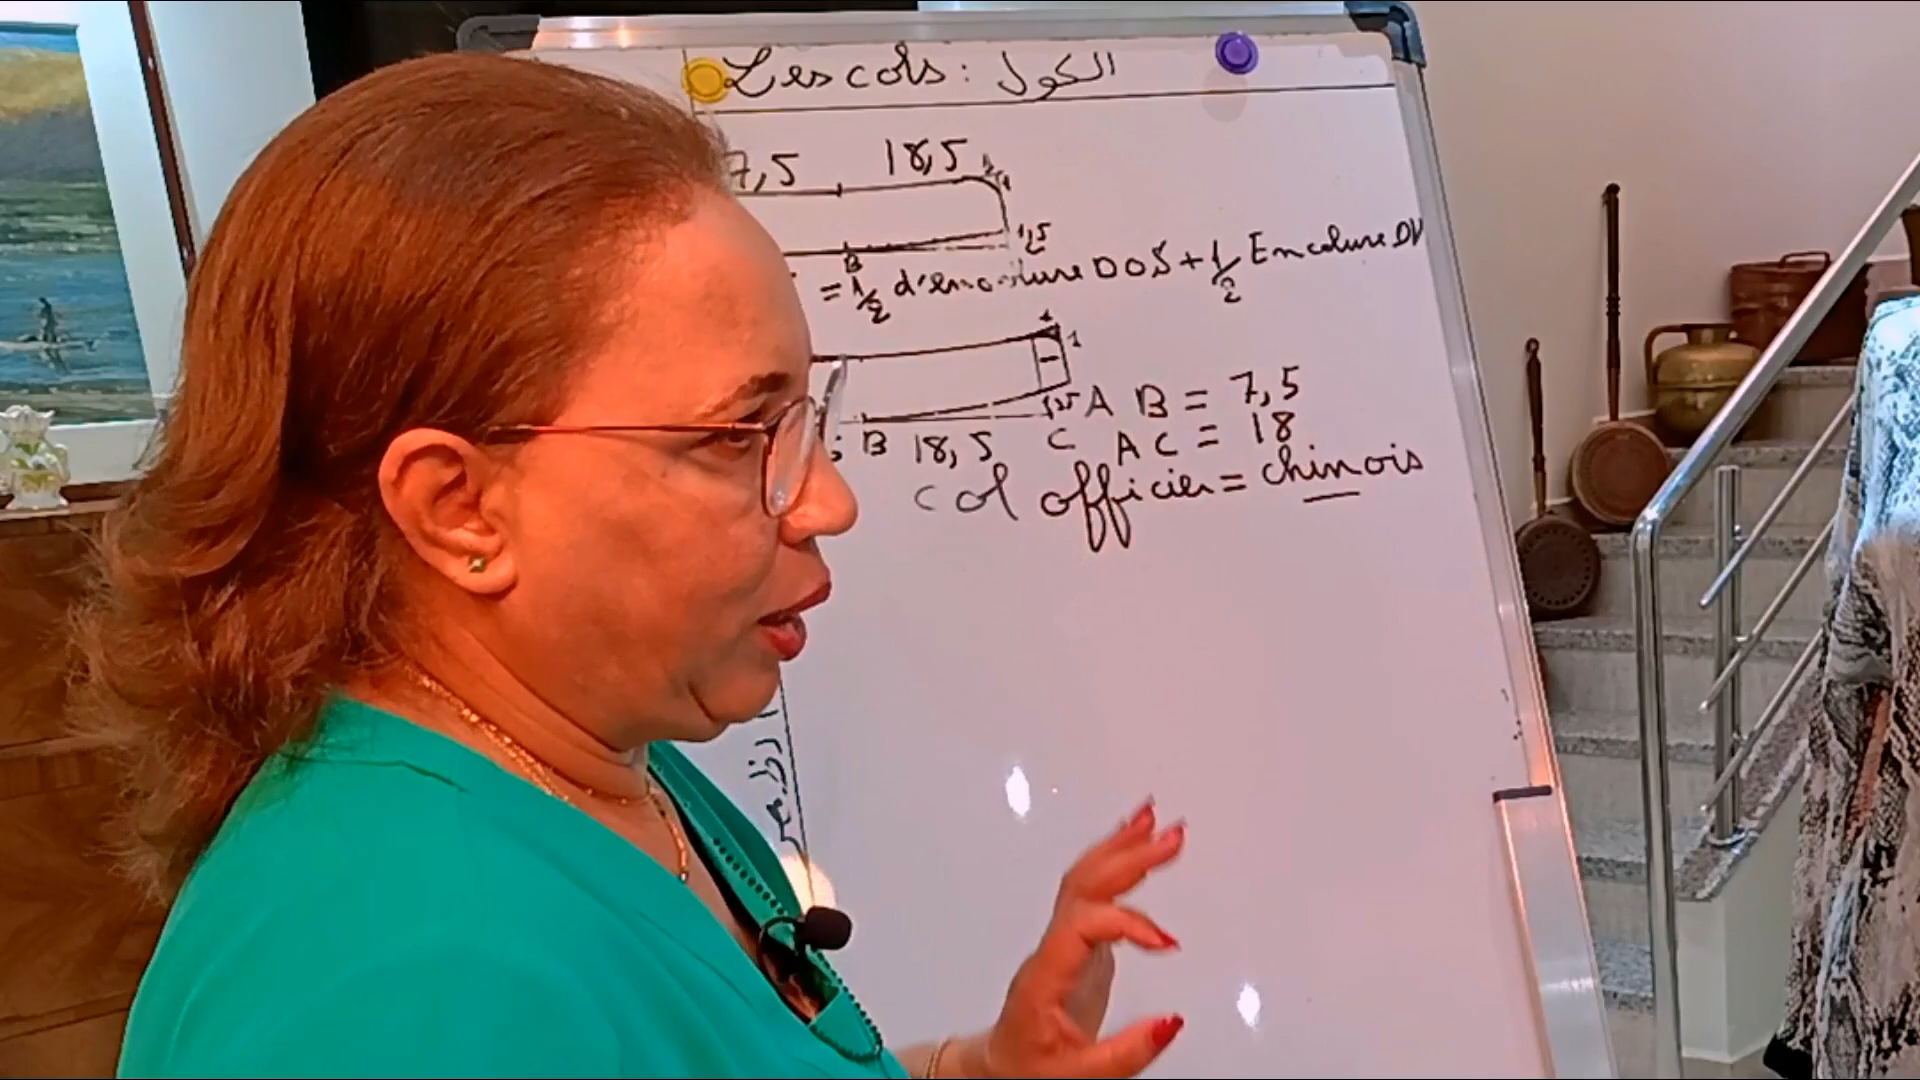 Les cols : الكول
7,5 18,5
1,5
B
= 1/2 d'encolure DOS + 1/2 Encolure DV
1
A B = 7,5
B 18,5 C AC = 18
col officier = chinois